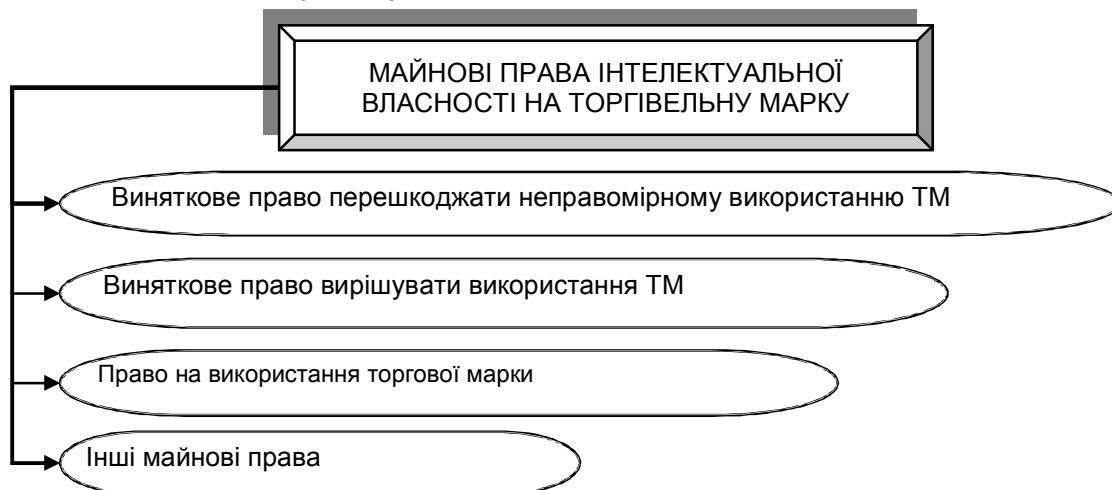 МАЙНОВІ ПРАВА ІНТЕЛЕКТУАЛЬНОЇ
ВЛАСНОСТІ НА ТОРГІВЕЛЬНУ МАРКУ
Виняткове право перешкоджати неправомірному використанню ТМ
Виняткове право вирішувати використання ТМ
Право на використання торгової марки
Інші майнові права